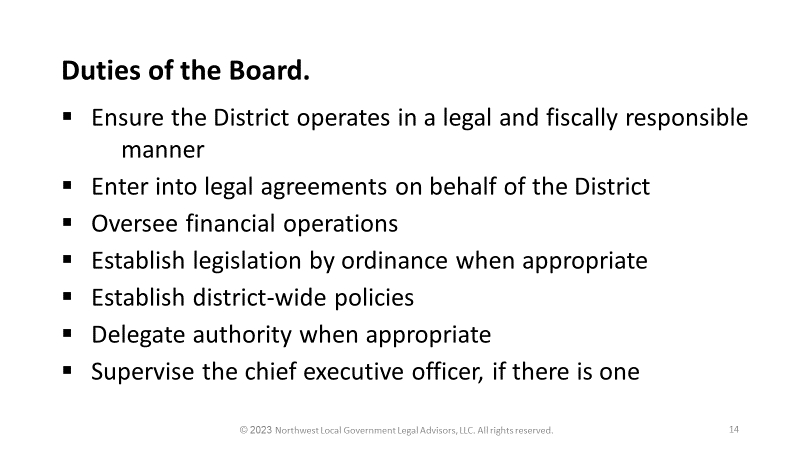 Duties of the Board.
▪ Ensure the District operates in a legal and fiscally responsible
manner
▪ Enter into legal agreements on behalf of the District
▪ Oversee financial operations
▪ Establish legislation by ordinance when appropriate
▪ Establish district-wide policies
▪ Delegate authority when appropriate
▪ Supervise the chief executive officer, if there is one
© 2023 Northwest Local Government Legal Advisors, LLC. All rights reserved.
14